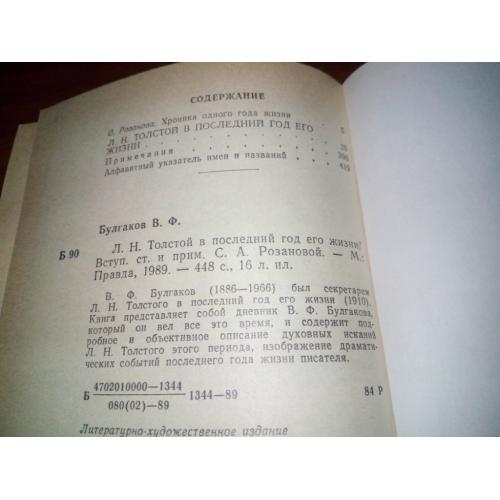 СОДЕРЖАНИЕ
С. Розанова. Хроника одного года жизни . . . 5
Л. Н. ТОЛСТОЙ В ПОСЛЕДНИЙ ГОД ЕГО
ЖИЗНИ . . . . . . . . . .
Примечания . . . . . . . . . 390
Алфавитный указатель имен и названий . . . 419
Булгаков В. Ф.
Б 90
Л. Н. Толстой в последний год его жизни/
Вступ. ст. и прим. С. А. Розановой. — М.:
Правда, 1989. — 448 с., 16 л. ил.
В. Ф. Булгаков (1886—1966) был секретарем
Л. Н. Толстого в последний год его жизни (1910).
Книга представляет собой дневник В. Ф. Булгакова,
который он вел все это время, и содержит под-
робное и объективное описание духовных исканий
Л. Н. Толстого этого периода, изображение драмати-
ческих событий последнего года жизни писателя.
4702010000—1344
Б 1344—89 84 Р
080(02)—89
Литературно-художественное издание